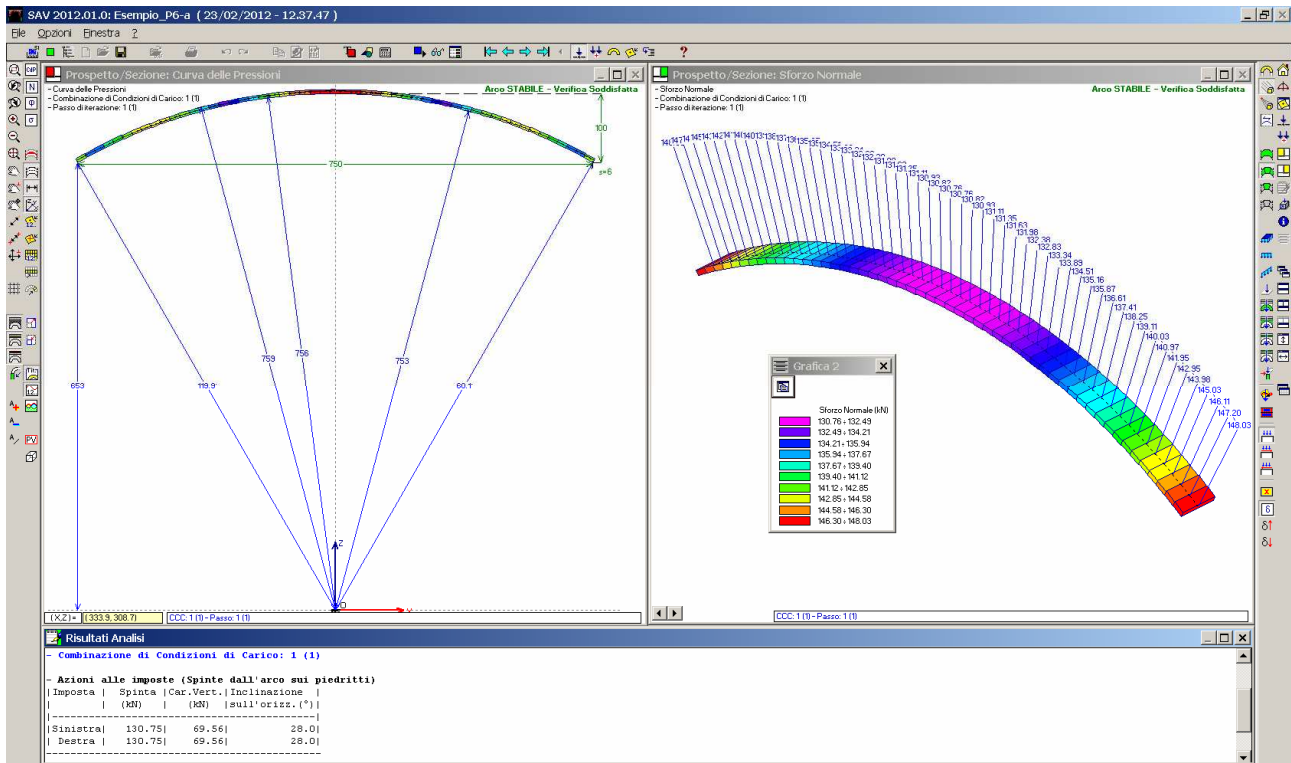 SAV 2012.01.0: Esempio_P6-a ( 23/02/2012 - 12.37.47 )
File Opzioni Finestra ?
Prospetto/Sezione: Curva delle Pressioni
- Curva delle Pressioni
- Combinazione di Condizioni di Carico: 1 (1)
- Passo di iterazione: 1 (1)
Arco STABILE - Verifica Soddisfatta
100
750
s=6
759
756
753
653
119.9
60.1
Z
O
(X,Z)= (333.9, 308.7) CCC: 1 (1) - Passo: 1 (1)
Prospetto/Sezione: Sforzo Normale
- Sforzo Normale
- Combinazione di Condizioni di Carico: 1 (1)
- Passo di iterazione: 1 (1)
Arco STABILE - Verifica Soddisfatta
130.93
130.82
130.76
130.76
130.82
130.93
131.11
131.35
131.63
131.98
132.38
132.83
133.34
133.89
134.51
135.16
135.87
136.61
137.41
138.25
139.11
140.03
140.97
141.95
142.95
143.98
145.03
146.11
147.20
148.03
Grafica 2
Sforzo Normale (kN)
130.76÷132.49
132.49÷134.21
134.21÷135.94
135.94÷137.67
137.67÷139.40
139.40÷141.12
141.12÷142.85
142.85÷144.58
144.58÷146.30
146.30÷148.03
CCC: 1 (1) - Passo: 1 (1)
Risultati Analisi
- Combinazione di Condizioni di Carico: 1 (1)
- Azioni alle imposte (Spinte dall'arco sui piedritti)
|Imposta | Spinta |Car.Vert.|Inclinazione |
| | (kN) | (kN) |sull'orizz.(°)|
|Sinistra| 130.75| 69.56| 28.0|
| Destra | 130.75| 69.56| 28.0|